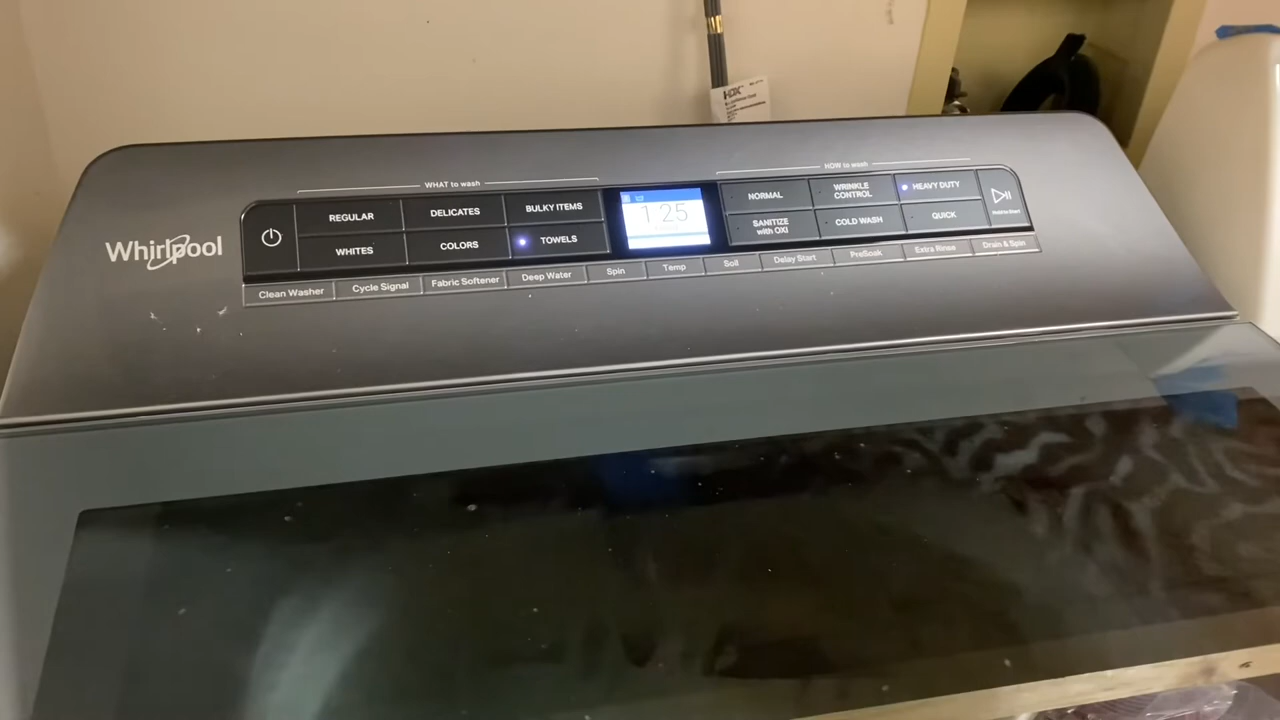 HDX
WHAT to wash
HOW to wash
REGULAR
DELICATES
BULKY ITEMS
1 25
NORMAL
WRINKLE
CONTROL
HEAVY DUTY
WHITES
COLORS
TOWELS
SANITIZE
with OXI
COLD WASH
QUICK
Whirlpool
Clean Washer
Cycle Signal
Fabric Softener
Deep Water
Spin
Temp
Soil
Delay Start
PreSoak
Extra Rinse
Drain & Spin